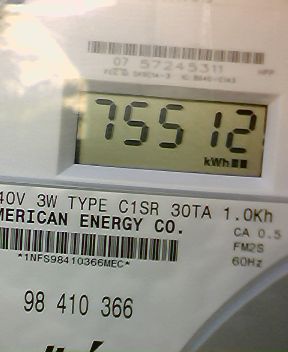 07 57245311
HPP
75512
kWh
40V 3W TYPE C1SR 30TA 1.0Kh
MERICAN ENERGY CO.
CA 0.5
FM2S
60Hz
*1NFS98410366MEC*
98 410 366